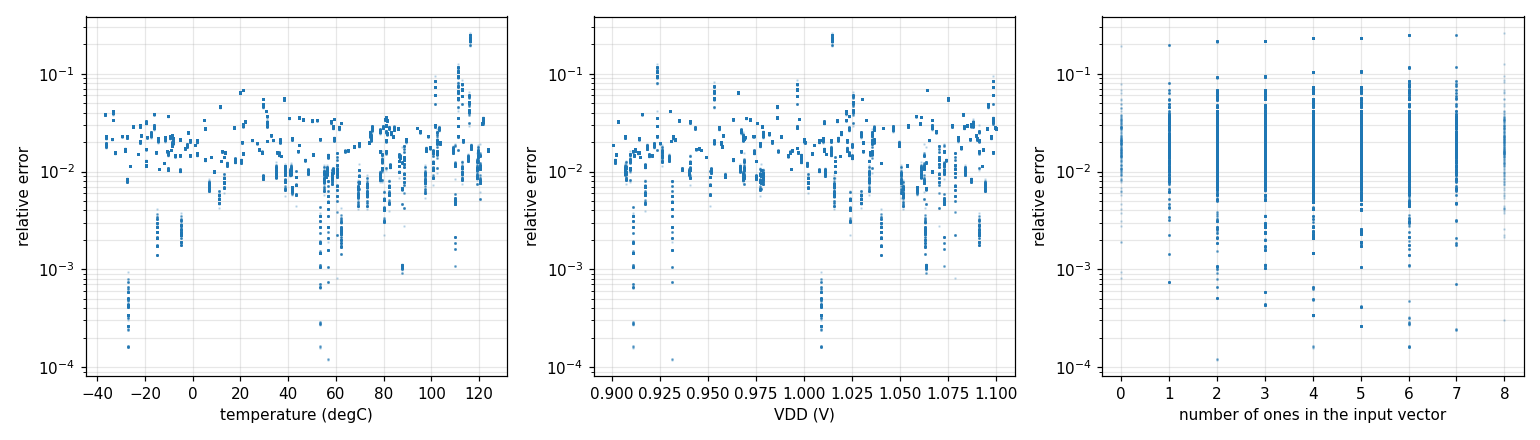 relative error
10⁻¹
10⁻²
10⁻³
10⁻⁴
−40 −20 0 20 40 60 80 100 120
temperature (degC)
relative error
10⁻¹
10⁻²
10⁻³
10⁻⁴
0.900 0.925 0.950 0.975 1.000 1.025 1.050 1.075 1.100
VDD (V)
relative error
10⁻¹
10⁻²
10⁻³
10⁻⁴
0 1 2 3 4 5 6 7 8
number of ones in the input vector